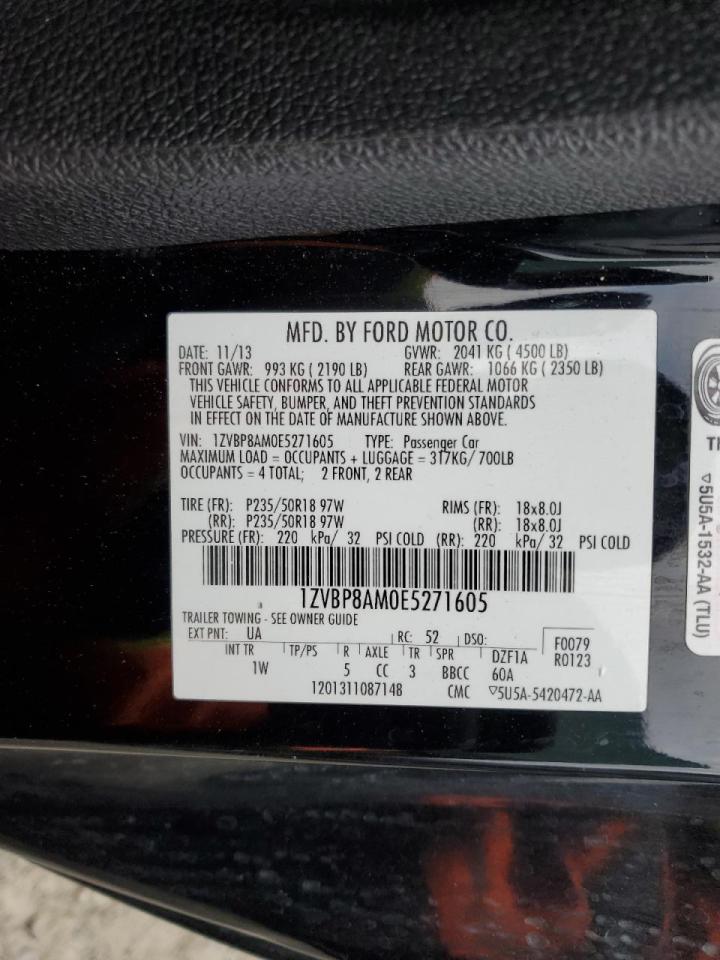 MFD. BY FORD MOTOR CO.
DATE: 11/13 GVWR: 2041 KG ( 4500 LB)
FRONT GAWR: 993 KG ( 2190 LB) REAR GAWR: 1066 KG ( 2350 LB)
THIS VEHICLE CONFORMS TO ALL APPLICABLE FEDERAL MOTOR
VEHICLE SAFETY, BUMPER, AND THEFT PREVENTION STANDARDS
IN EFFECT ON THE DATE OF MANUFACTURE SHOWN ABOVE.
VIN: 1ZVBP8AM0E5271605 TYPE: Passenger Car
MAXIMUM LOAD = OCCUPANTS + LUGGAGE = 317KG/ 700LB
OCCUPANTS = 4 TOTAL; 2 FRONT, 2 REAR
TIRE (FR): P235/50R18 97W RIMS (FR): 18x8.0J
(RR): P235/50R18 97W (RR): 18x8.0J
PRESSURE (FR): 220 kPa/ 32 PSI COLD (RR): 220 kPa/ 32 PSI COLD
1ZVBP8AM0E5271605
TRAILER TOWING - SEE OWNER GUIDE
EXT PNT: UA RC: 52 DSO: F0079
INT TR TP/PS R AXLE TR SPR DZF1A R0123
1W 5 CC 3 BBCC 60A
1201311087148 CMC ▽5U5A-5420472-AA
▽5U5A-1532-AA (TLU)